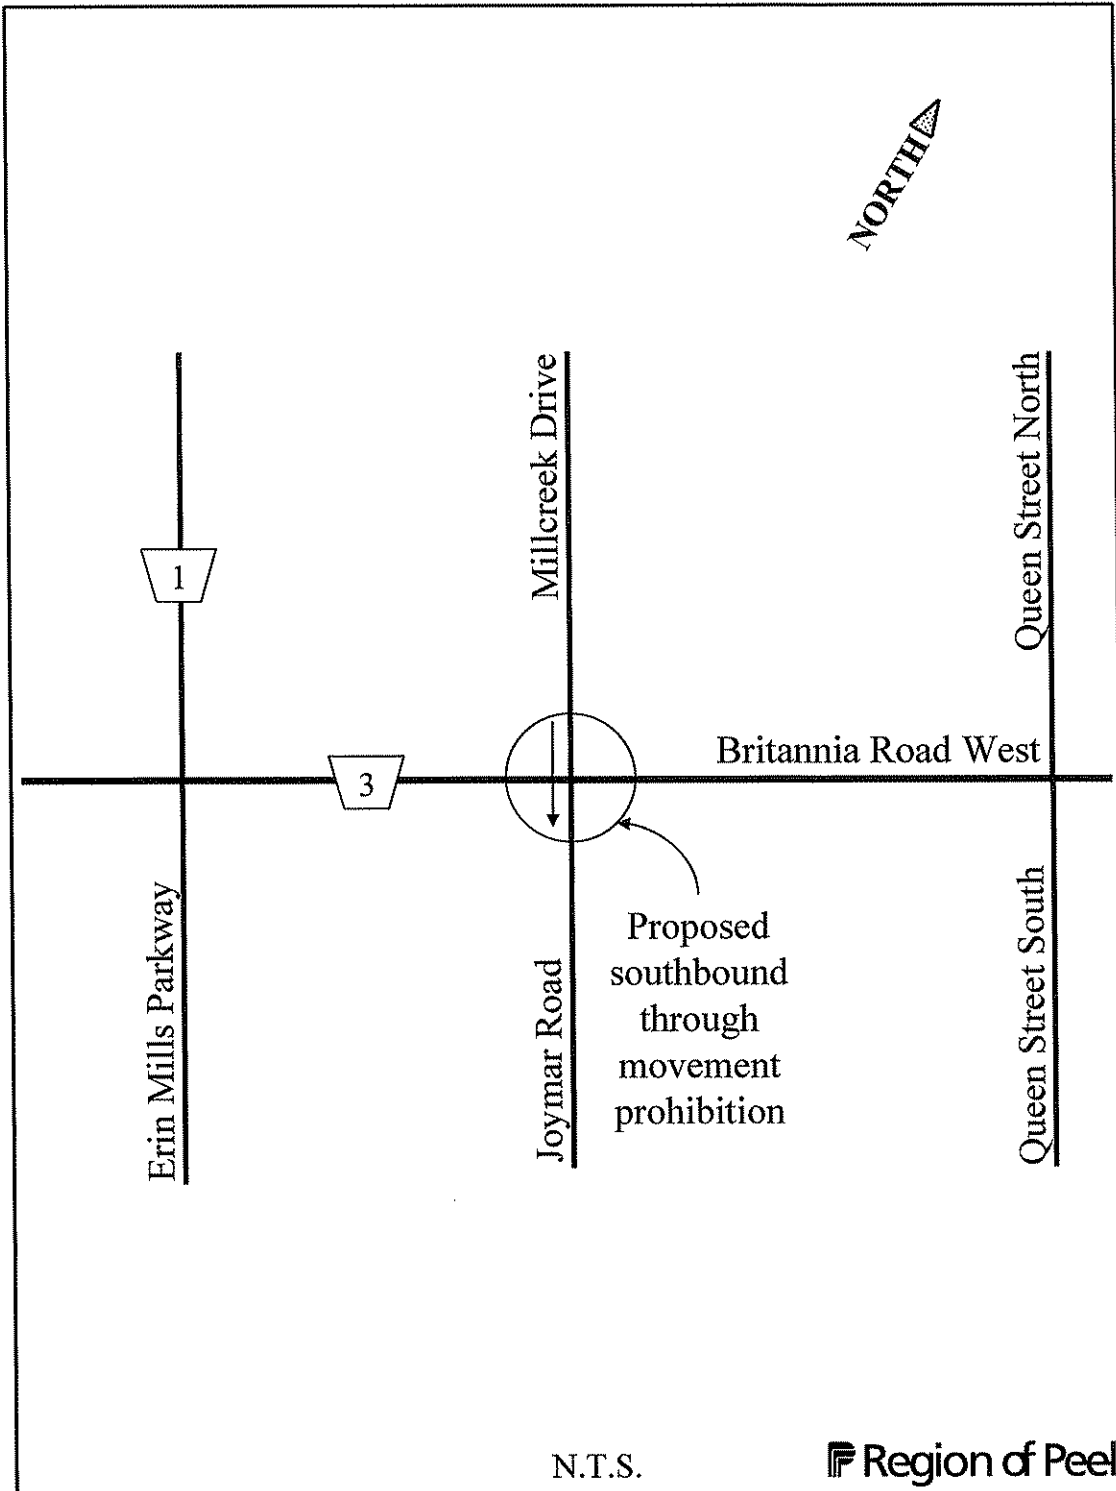 NORTH
Millcreek Drive
Queen Street North
1
Britannia Road West
3
Erin Mills Parkway
Joymar Road
Proposed
southbound
through
movement
prohibition
Queen Street South
N.T.S.
Region of Peel